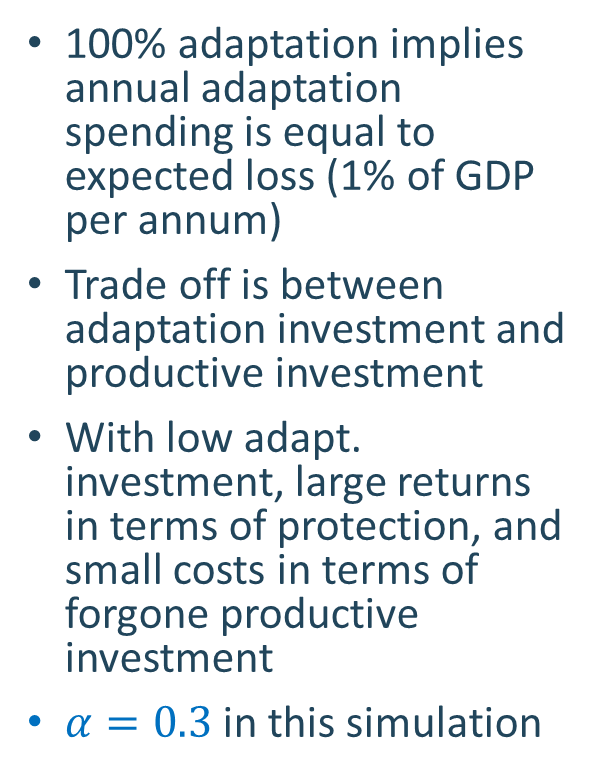 • 100% adaptation implies
annual adaptation
spending is equal to
expected loss (1% of GDP
per annum)
• Trade off is between
adaptation investment and
productive investment
• With low adapt.
investment, large returns
in terms of protection, and
small costs in terms of
forgone productive
investment
• 𝛼 = 0.3 in this simulation